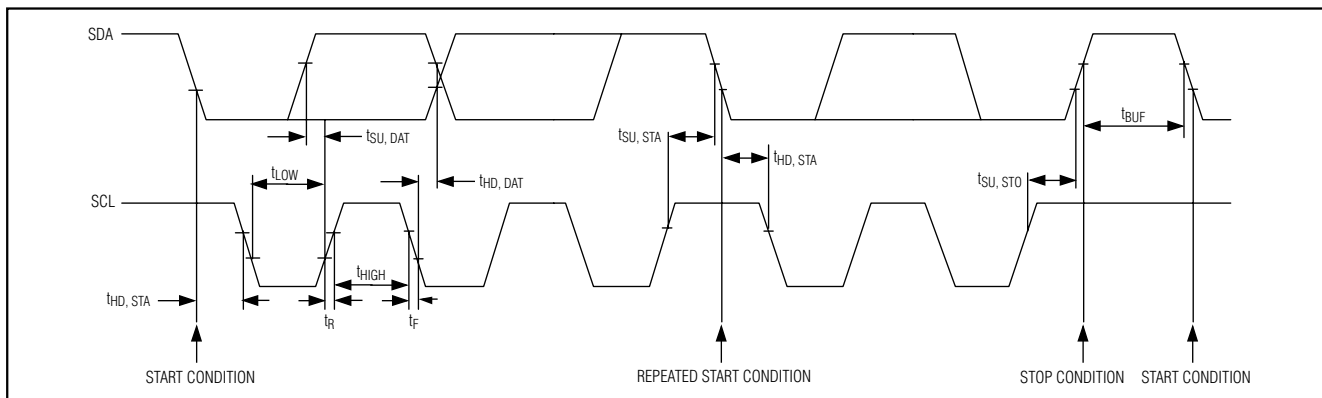 SDA
tSU, DAT
tSU, STA
tBUF
tHD, STA
tLOW
tHD, DAT
tSU, STO
SCL
tHIGH
tHD, STA
tR
tF
START CONDITION
REPEATED START CONDITION
STOP CONDITION
START CONDITION